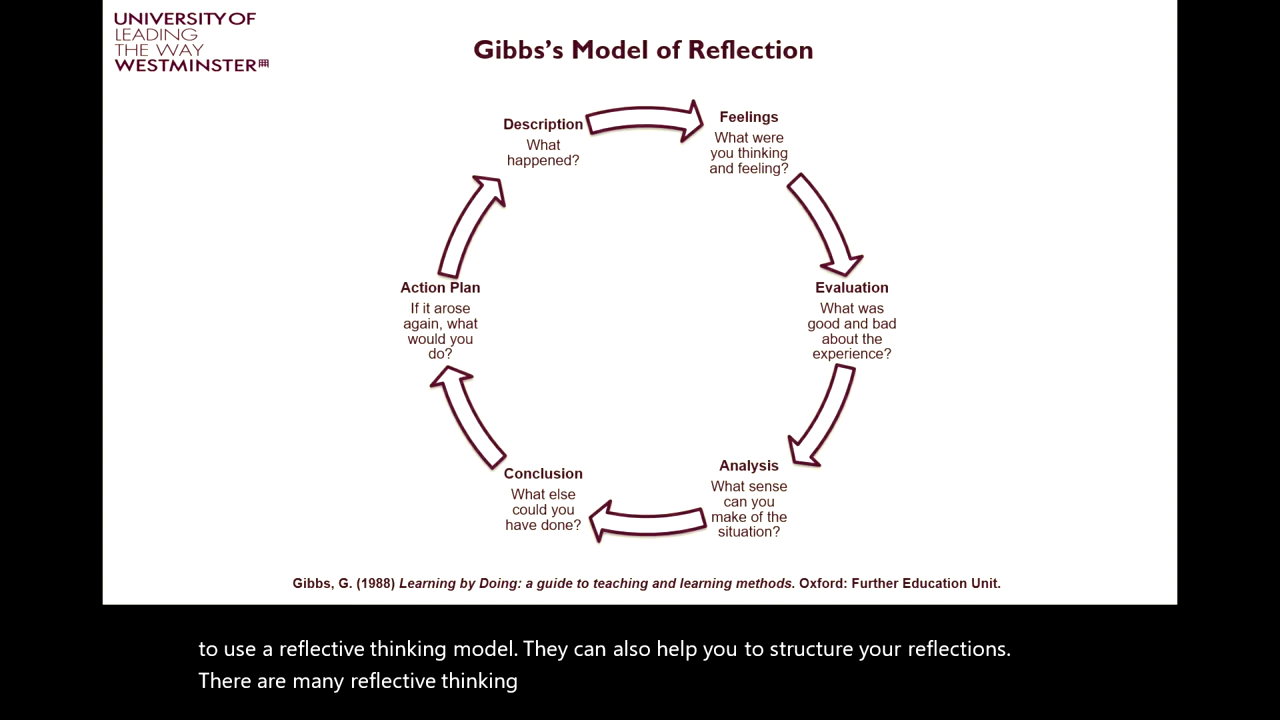 UNIVERSITY OF
LEADING
THE WAY
WESTMINSTER
Gibbs's Model of Reflection
Description
What
happened?
Feelings
What were
you thinking
and feeling?
Evaluation
What was
good and bad
about the
experience?
Analysis
What sense
can you
make of the
situation?
Conclusion
What else
could you
have done?
Action Plan
If it arose
again, what
would you
do?
Gibbs, G. (1988) Learning by Doing: a guide to teaching and learning methods. Oxford: Further Education Unit.
to use a reflective thinking model. They can also help you to structure your reflections.
There are many reflective thinking